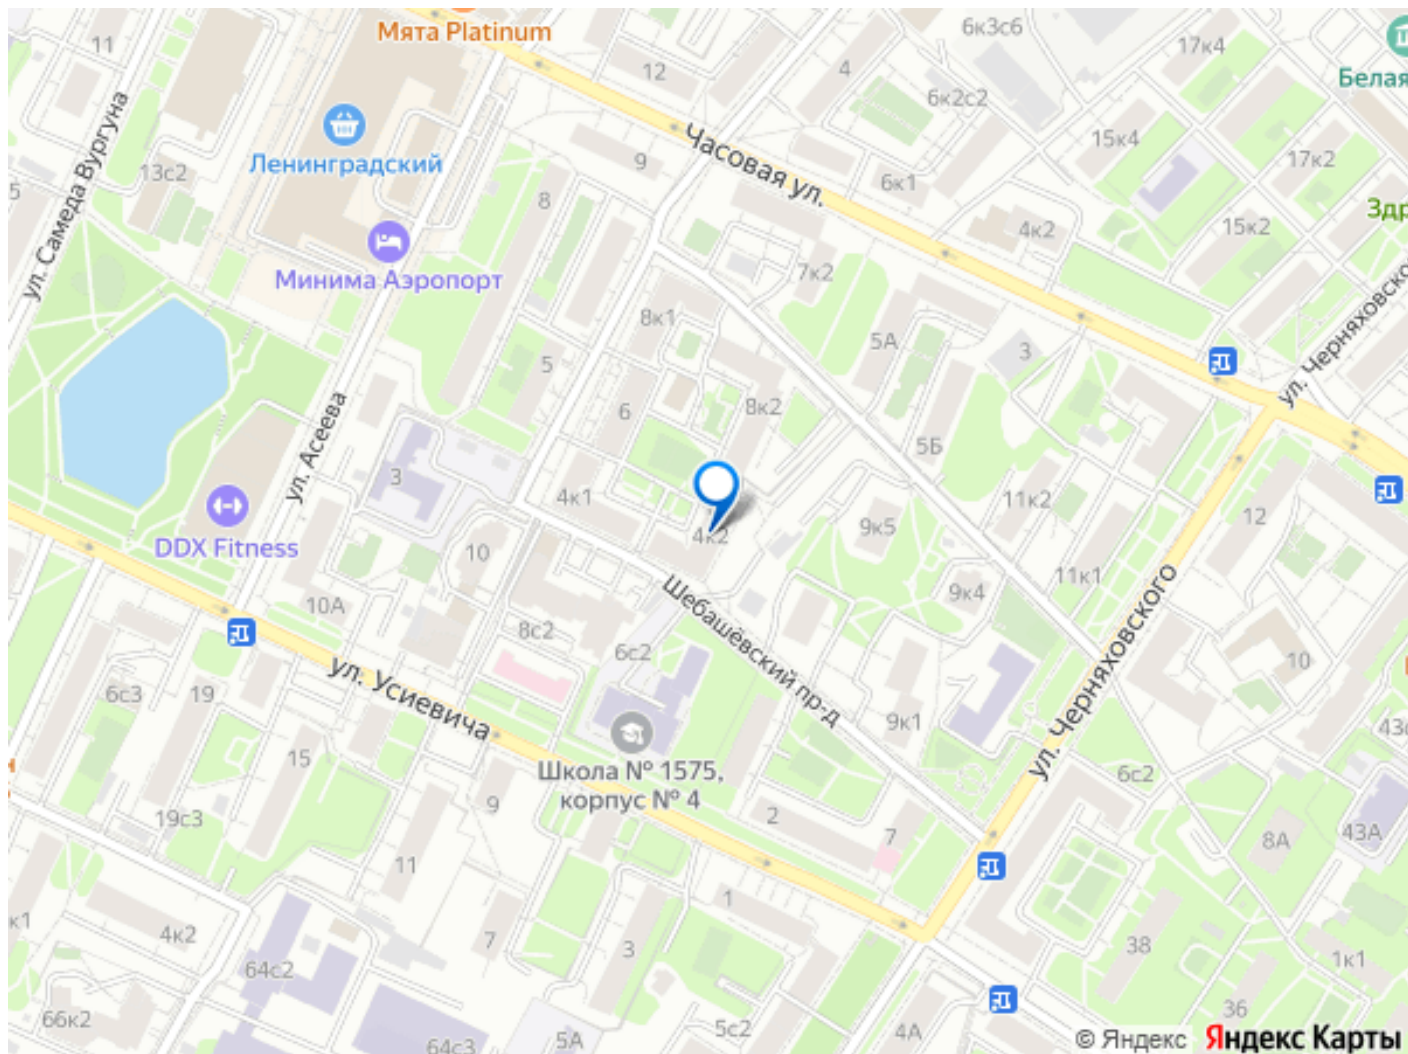 Мята Platinum
6к3с6
17к4
11
12
4
Белая
6к2с2
ул. Самеда Вургуна
Ленинградский
Часовая ул.
15к4
17к2
13с2
9
6к1
5
8
Здр
4к2
15к2
Минима Аэропорт
7к2
ул. Черняховско
8к1
5А
3
5
8к2
6
ул. Асеева
5Б
3
4к1
11к2
12
9к5
4к2
DDX Fitness
10
11к1
9к4
10А
Шебашёвский пр-д
8с2
6с2
10
ул. Черняховского
ул. Усиевича
6с3
19
9к1
43с
15
Школа № 1575,
корпус № 4
6с2
н
9
2
7
19с3
8А
43А
11
1
к1
4к2
7
3
38
1к1
64с2
36
66к2
5с2
4А
5А
64с3
© Яндекс Яндекс Карты